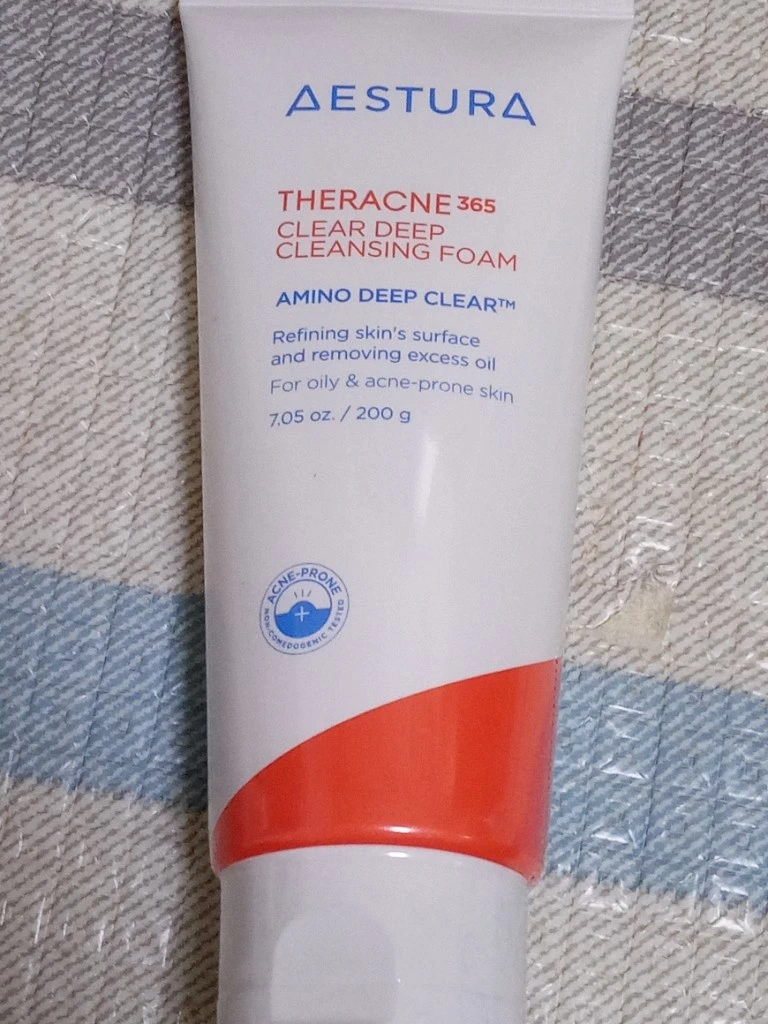 AESTURA
THERACNE 365
CLEAR DEEP
CLEANSING FOAM
AMINO DEEP CLEAR™
Refining skin's surface
and removing excess oil
For oily & acne-prone skin
7.05 oz. / 200 g
ACNE-PRONE
NON-COMEDOGENIC TESTED